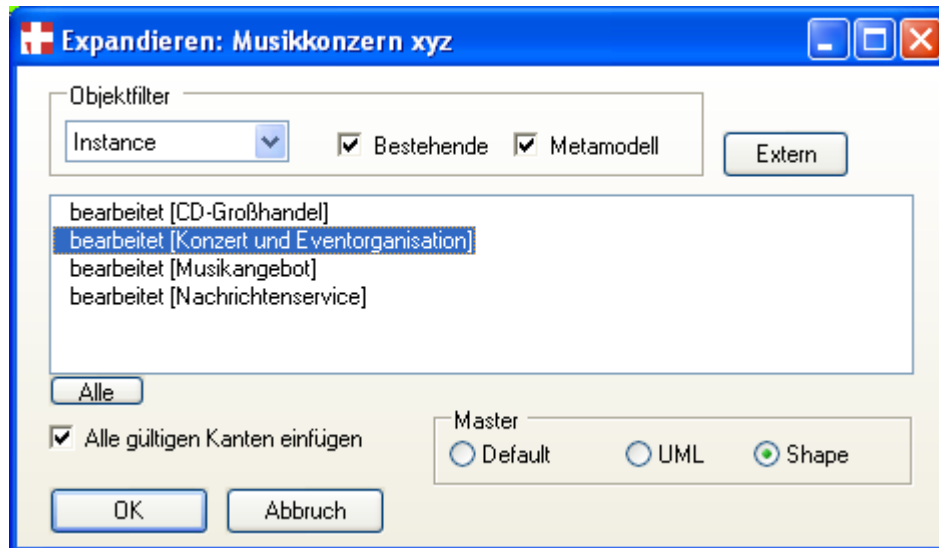 Expandieren: Musikkonzern xyz
Objektfilter
Instance
Bestehende
Metamodell
Extern
bearbeitet [CD-Großhandel]
bearbeitet [Konzert und Eventorganisation]
bearbeitet [Musikangebot]
bearbeitet [Nachrichtenservice]
Alle
Alle gültigen Kanten einfügen
Master
Default
UML
Shape
OK
Abbruch